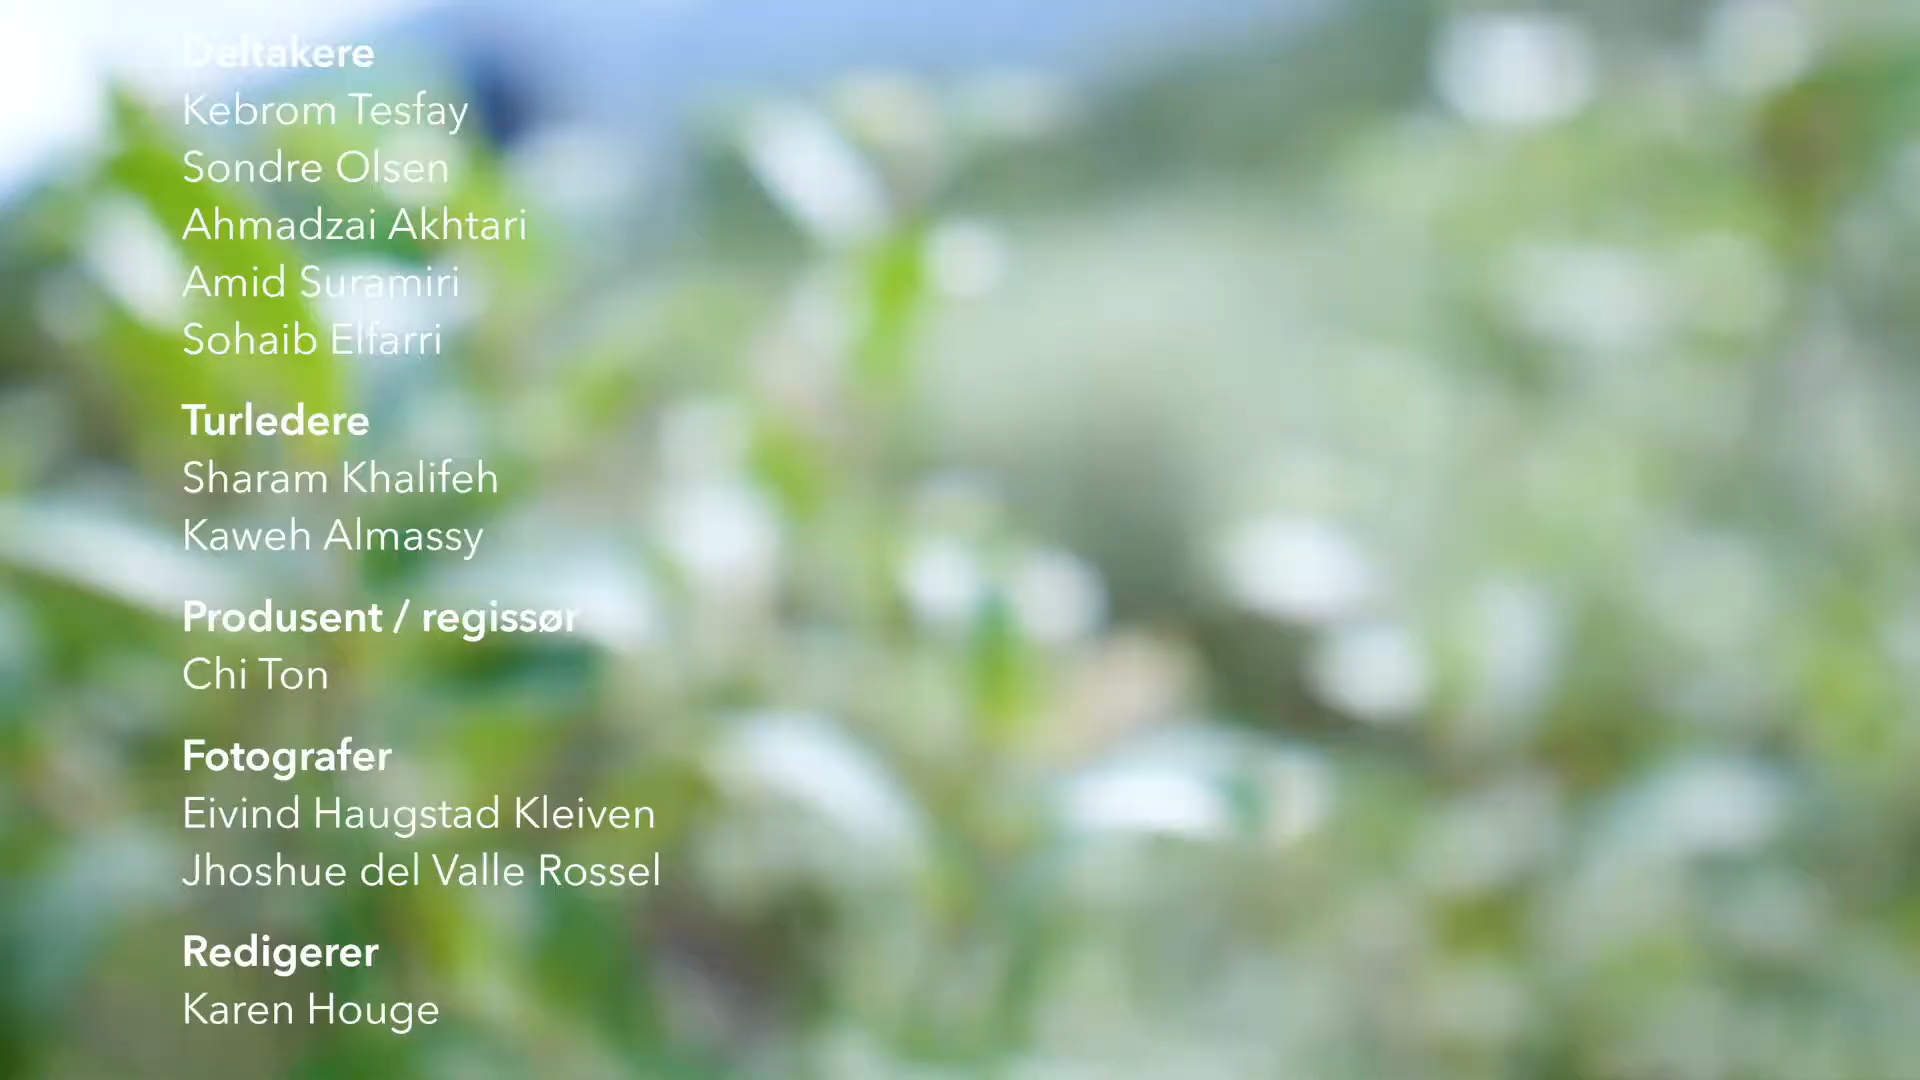 Deltakere
Kebrom Tesfay
Sondre Olsen
Ahmadzai Akhtari
Amid Suramiri
Sohaib Elfarri
Turledere
Sharam Khalifeh
Kaweh Almassy
Produsent / regissør
Chi Ton
Fotografer
Eivind Haugstad Kleiven
Jhoshue del Valle Rossel
Redigerer
Karen Houge